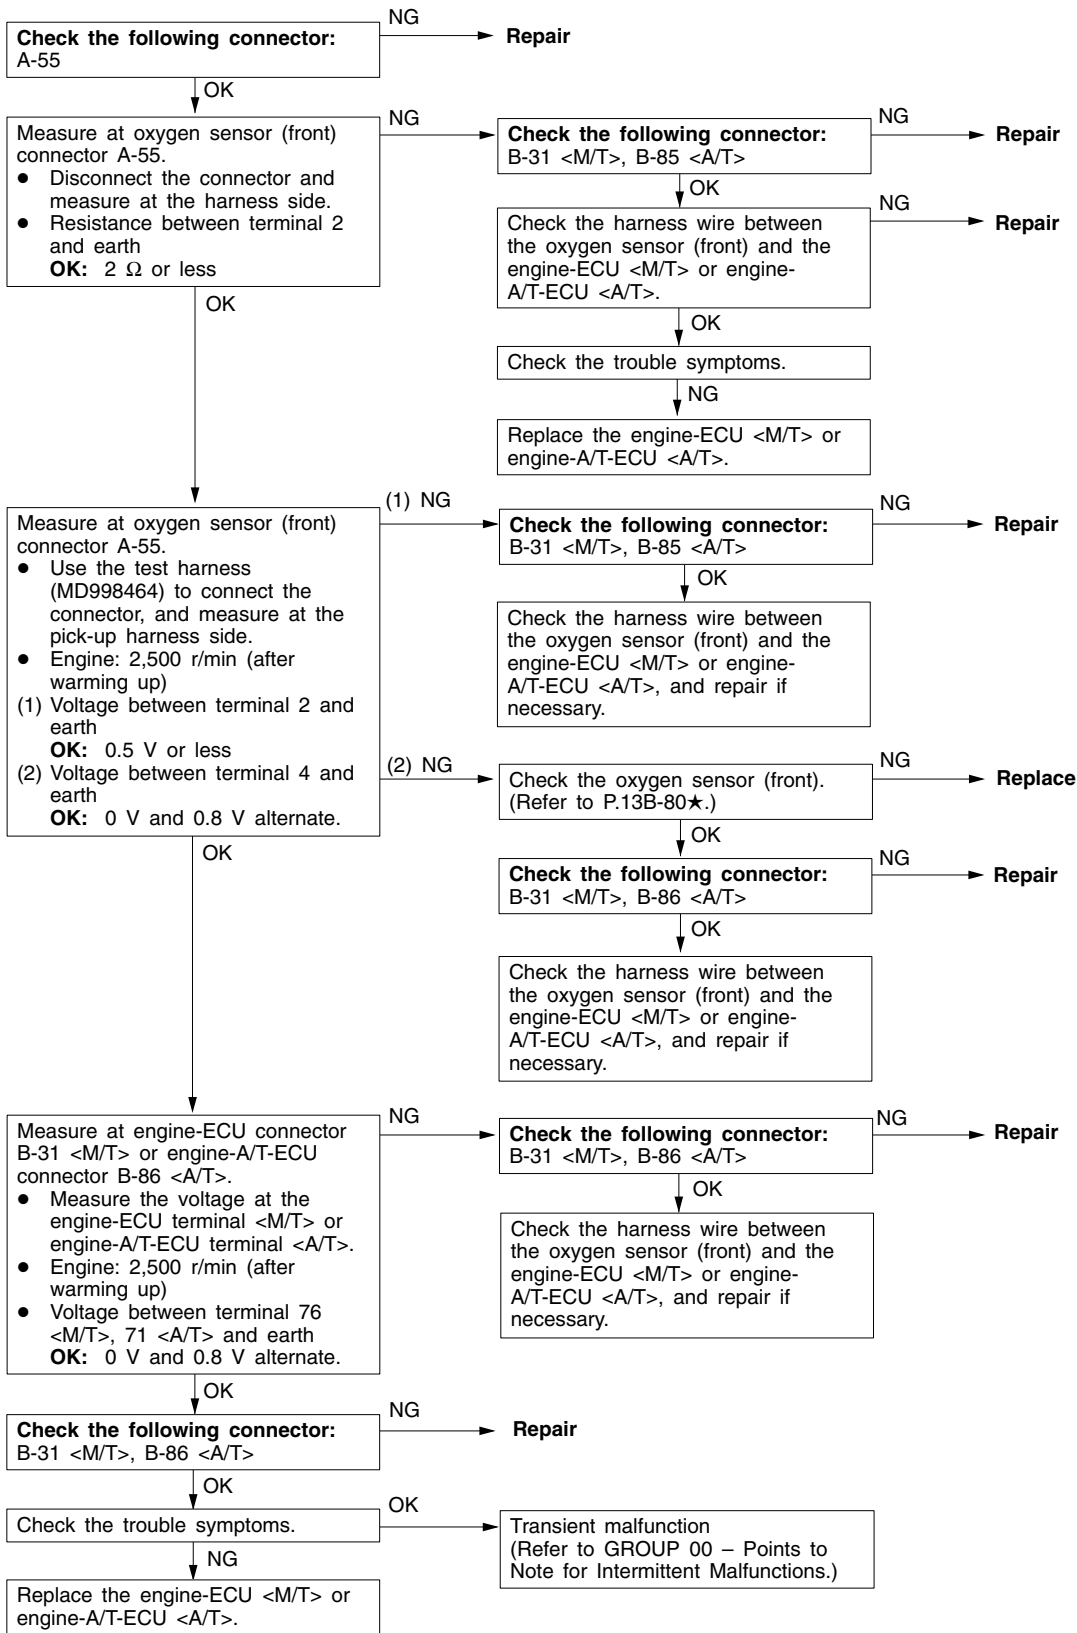 Check the following connector:
A-55
NG
Repair
OK
Measure at oxygen sensor (front)
connector A-55.
● Disconnect the connector and
measure at the harness side.
● Resistance between terminal 2
and earth
OK: 2 Ω or less
NG
Check the following connector:
B-31 <M/T>, B-85 <A/T>
NG
Repair
OK
Check the harness wire between
the oxygen sensor (front) and the
engine-ECU <M/T> or engine-
A/T-ECU <A/T>.
NG
Repair
OK
Check the trouble symptoms.
NG
Replace the engine-ECU <M/T> or
engine-A/T-ECU <A/T>.
OK
Measure at oxygen sensor (front)
connector A-55.
● Use the test harness
(MD998464) to connect the
connector, and measure at the
pick-up harness side.
● Engine: 2,500 r/min (after
warming up)
(1) Voltage between terminal 2 and
earth
OK: 0.5 V or less
(2) Voltage between terminal 4 and
earth
OK: 0 V and 0.8 V alternate.
(1) NG
Check the following connector:
B-31 <M/T>, B-85 <A/T>
NG
Repair
OK
Check the harness wire between
the oxygen sensor (front) and the
engine-ECU <M/T> or engine-
A/T-ECU <A/T>, and repair if
necessary.
(2) NG
Check the oxygen sensor (front).
(Refer to P.13B-80★.)
NG
Replace
OK
Check the following connector:
B-31 <M/T>, B-86 <A/T>
NG
Repair
OK
Check the harness wire between
the oxygen sensor (front) and the
engine-ECU <M/T> or engine-
A/T-ECU <A/T>, and repair if
necessary.
OK
Measure at engine-ECU connector
B-31 <M/T> or engine-A/T-ECU
connector B-86 <A/T>.
● Measure the voltage at the
engine-ECU terminal <M/T> or
engine-A/T-ECU terminal <A/T>.
● Engine: 2,500 r/min (after
warming up)
● Voltage between terminal 76
<M/T>, 71 <A/T> and earth
OK: 0 V and 0.8 V alternate.
NG
Check the following connector:
B-31 <M/T>, B-86 <A/T>
NG
Repair
OK
Check the harness wire between
the oxygen sensor (front) and the
engine-ECU <M/T> or engine-
A/T-ECU <A/T>, and repair if
necessary.
OK
Check the following connector:
B-31 <M/T>, B-86 <A/T>
NG
Repair
OK
Check the trouble symptoms.
OK
Transient malfunction
(Refer to GROUP 00 – Points to
Note for Intermittent Malfunctions.)
NG
Replace the engine-ECU <M/T> or
engine-A/T-ECU <A/T>.